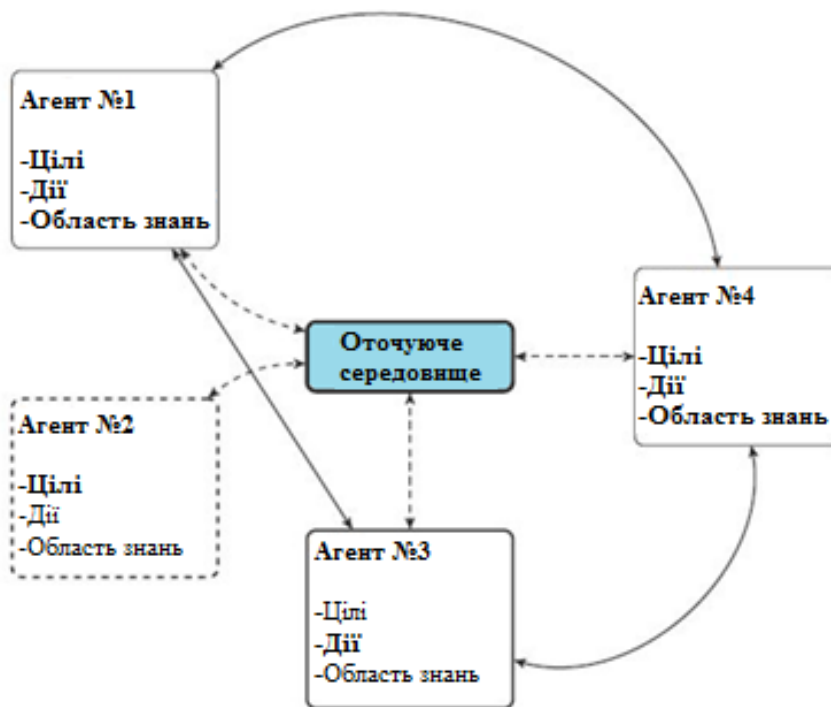 Агент №1
-Цілі
-Дії
-Область знань
Агент №4
-Цілі
-Дії
-Область знань
Оточуюче
середовище
Агент №2
-Цілі
-Дії
-Область знань
Агент №3
-Цілі
-Дії
-Область знань